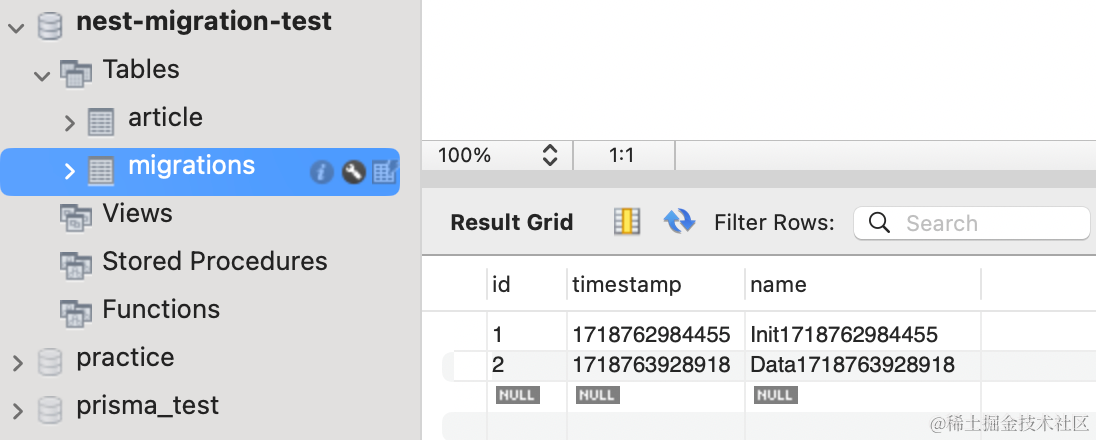 nest-migration-test
Tables
article
migrations
Views
Stored Procedures
Functions
practice
prisma_test
100% 1:1
Result Grid Filter Rows: Search
id timestamp name
1 1718762984455 Init1718762984455
2 1718763928918 Data1718763928918
NULL NULL NULL
@稀土掘金技术社区